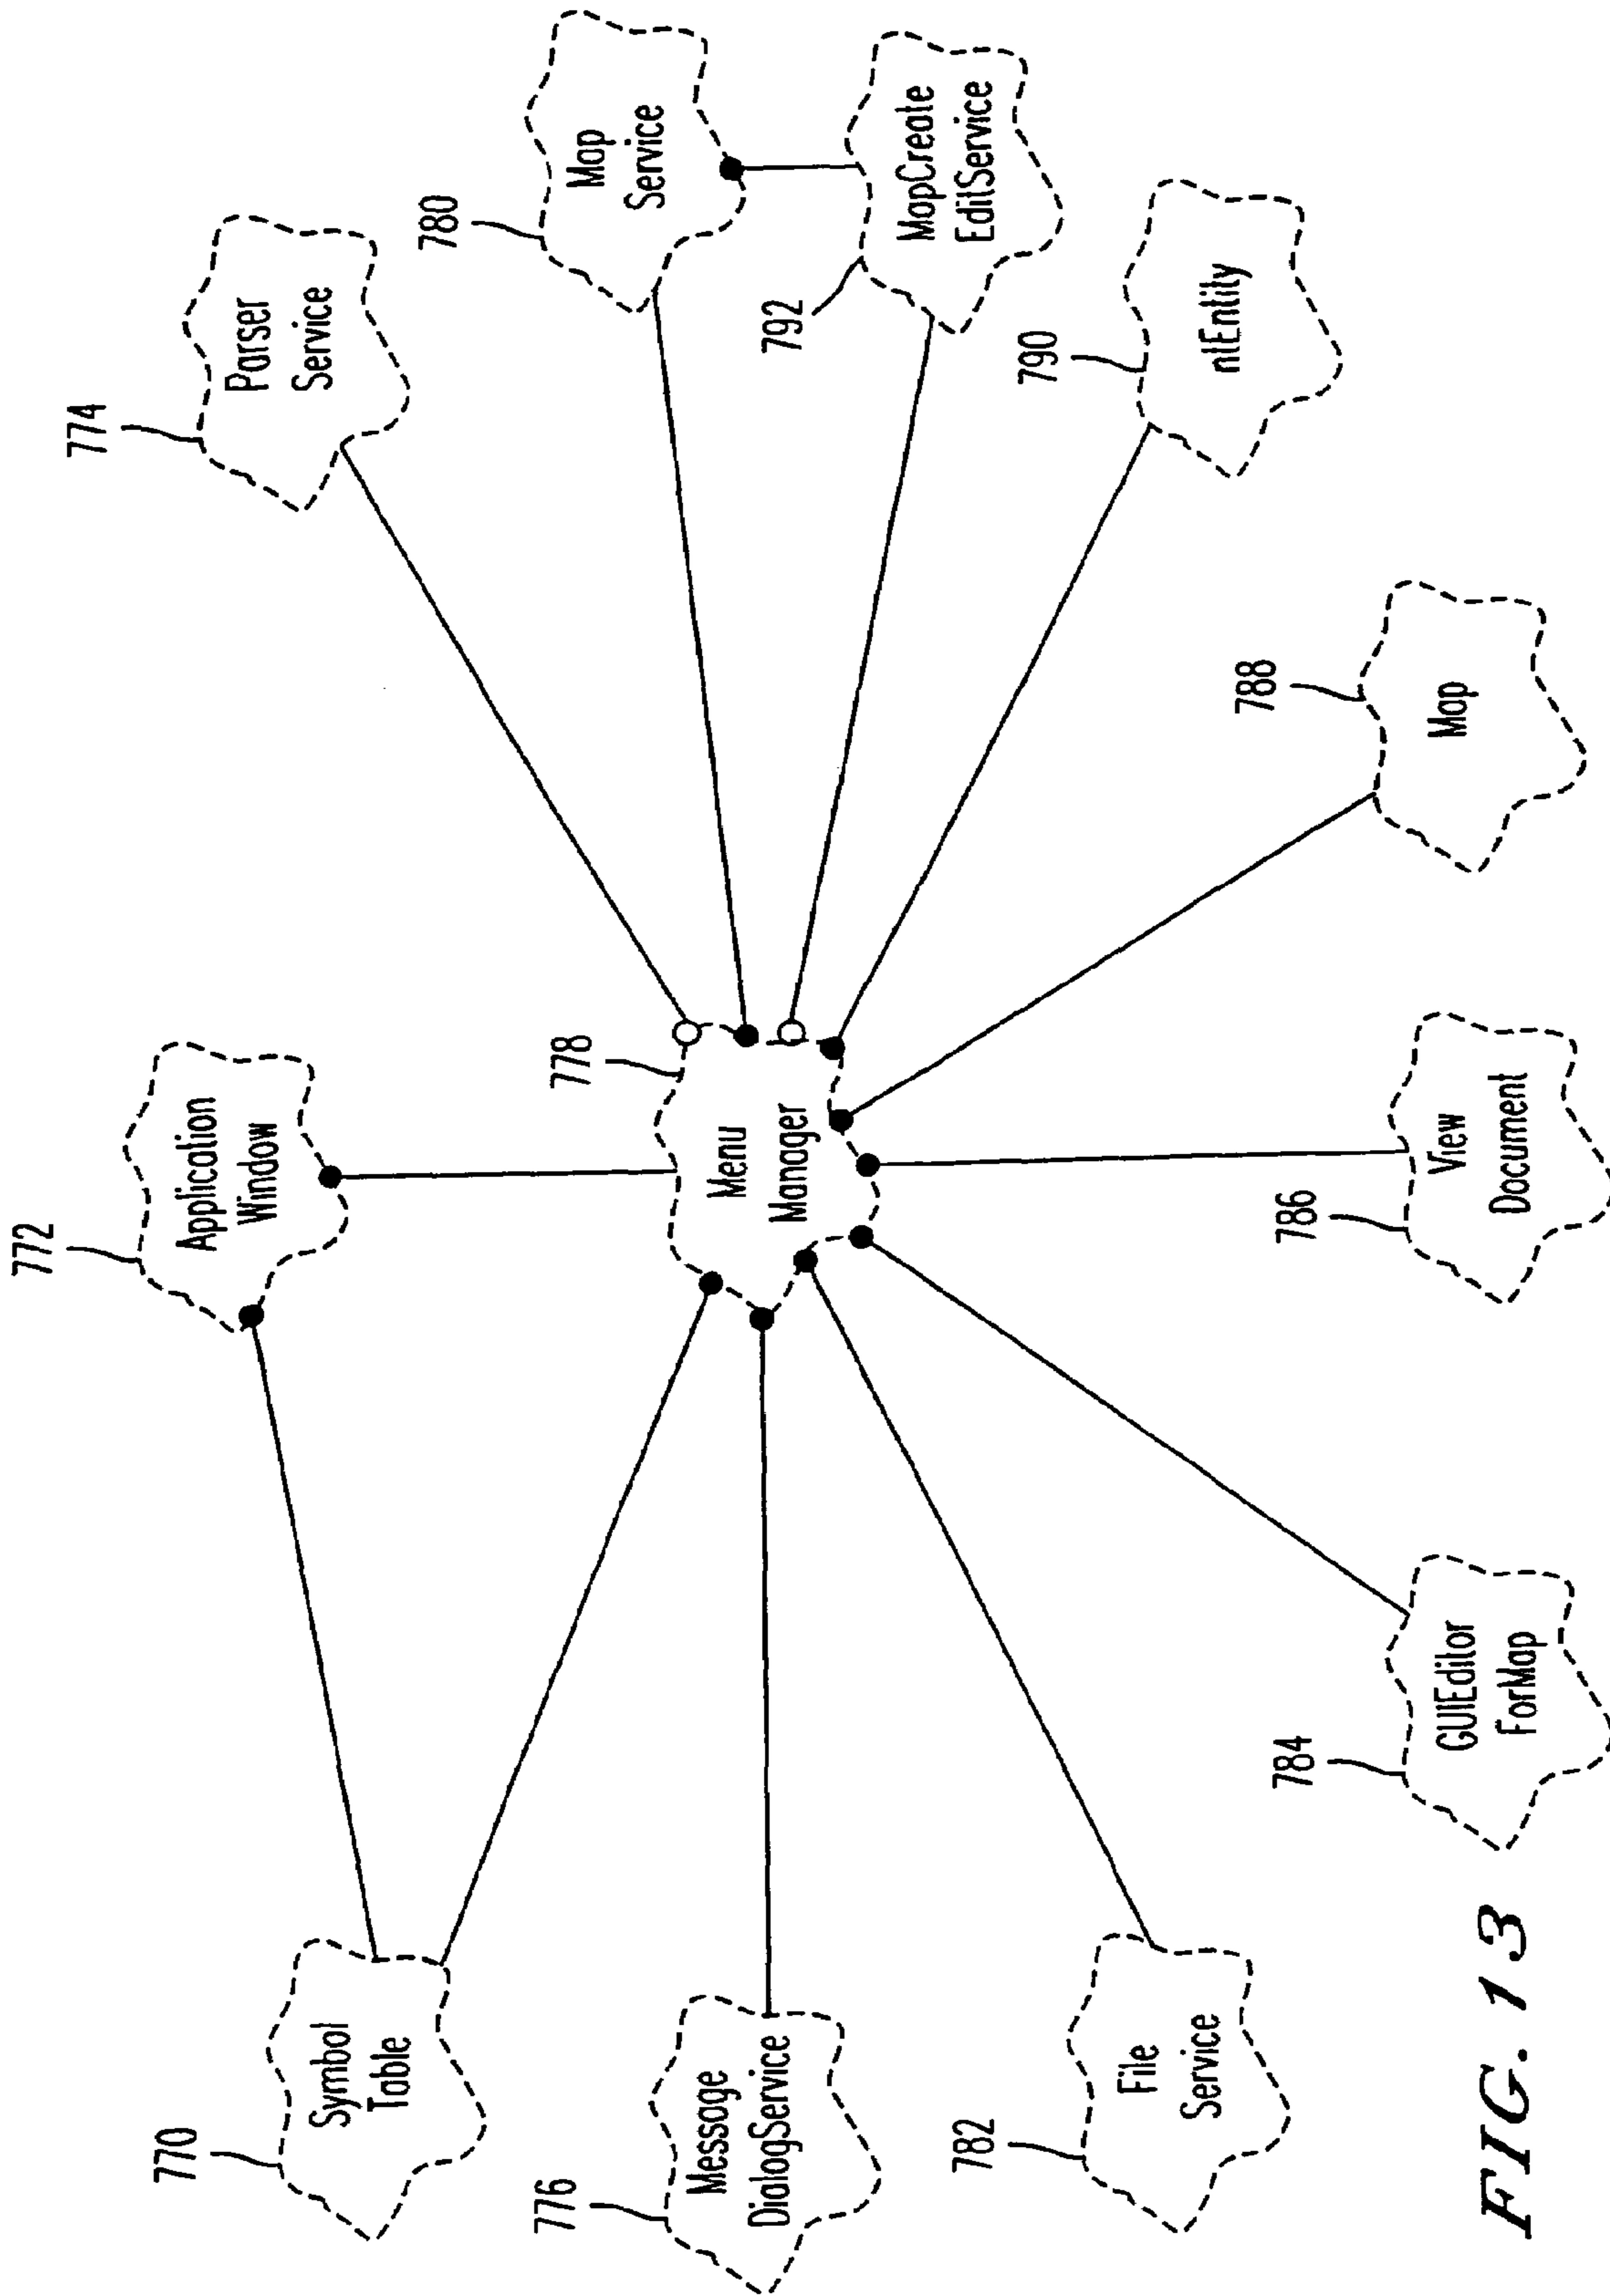 772
Application
Window
774
Parser
Service
770
Symbol
Table
778
Menu
Manager
780
Map
Service
776
Message
DialogService
792
MapCreate
EditService
782
File
Service
790
ntEntity
784
GUIEditor
ForMap
786
View
Document
788
Map
FIG. 13